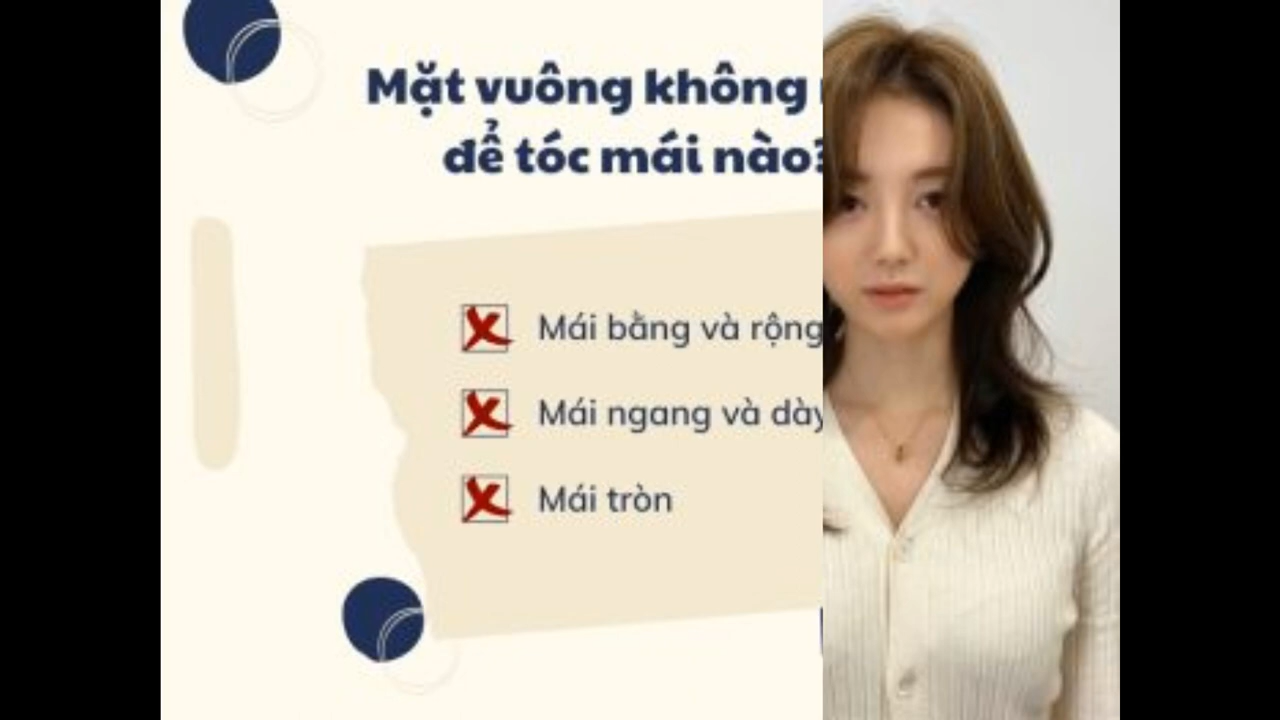 Mặt vuông không
để tóc mái nào?
Mái bằng và rộng
Mái ngang và dày
Mái tròn